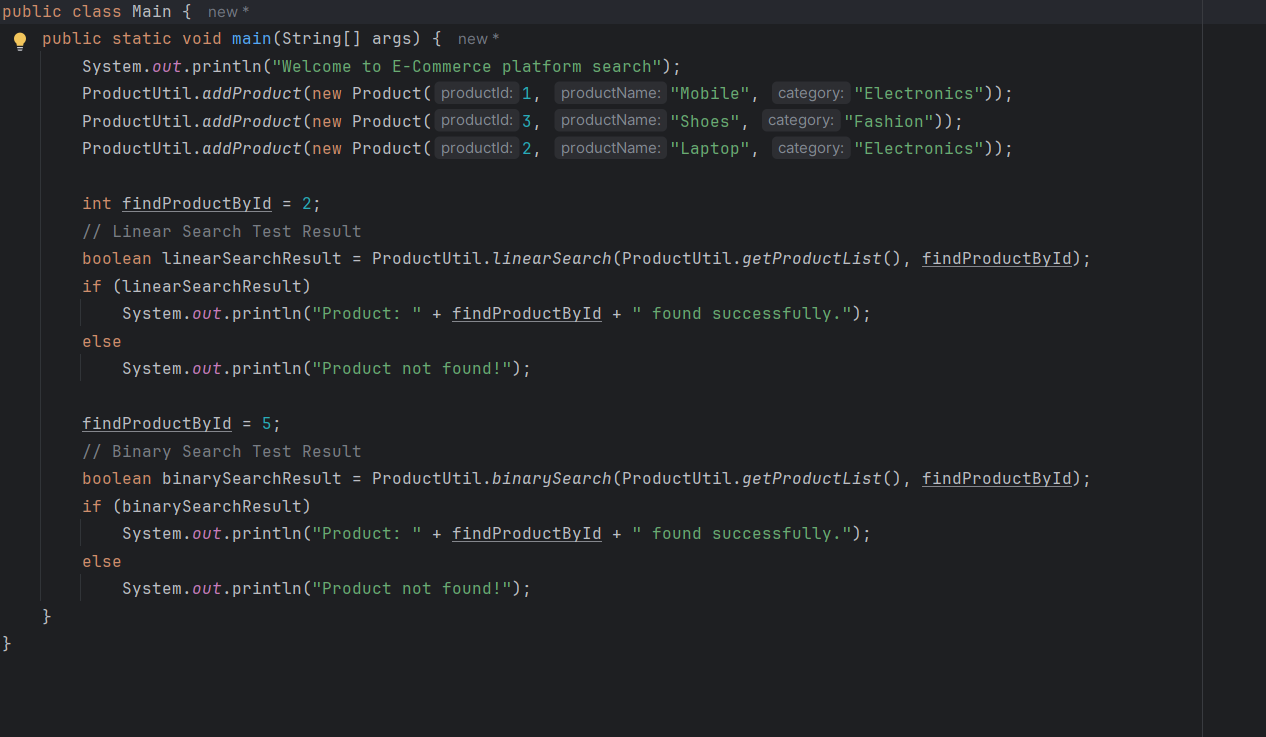 public class Main {  new *
    public static void main(String[] args) {  new *
        System.out.println("Welcome to E-Commerce platform search");
        ProductUtil.addProduct(new Product( productId: 1,  productName: "Mobile",  category: "Electronics"));
        ProductUtil.addProduct(new Product( productId: 3,  productName: "Shoes",  category: "Fashion"));
        ProductUtil.addProduct(new Product( productId: 2,  productName: "Laptop",  category: "Electronics"));

        int findProductById = 2;
        // Linear Search Test Result
        boolean linearSearchResult = ProductUtil.linearSearch(ProductUtil.getProductList(), findProductById);
        if (linearSearchResult)
            System.out.println("Product: " + findProductById + " found successfully.");
        else
            System.out.println("Product not found!");

        findProductById = 5;
        // Binary Search Test Result
        boolean binarySearchResult = ProductUtil.binarySearch(ProductUtil.getProductList(), findProductById);
        if (binarySearchResult)
            System.out.println("Product: " + findProductById + " found successfully.");
        else
            System.out.println("Product not found!");
    }
}